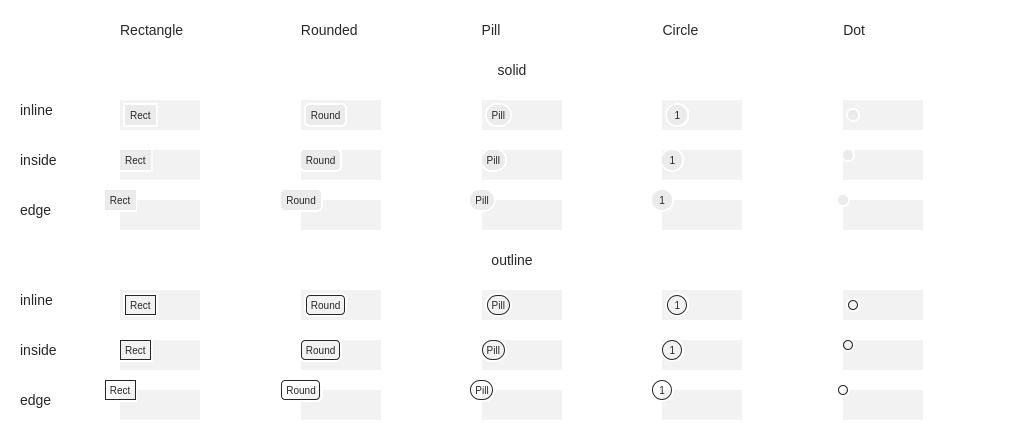 Rectangle Rounded Pill Circle Dot
solid
inline Rect Round Pill 1
inside Rect Round Pill 1
edge Rect Round Pill 1
outline
inline Rect Round Pill 1
inside Rect Round Pill 1
edge Rect Round Pill 1